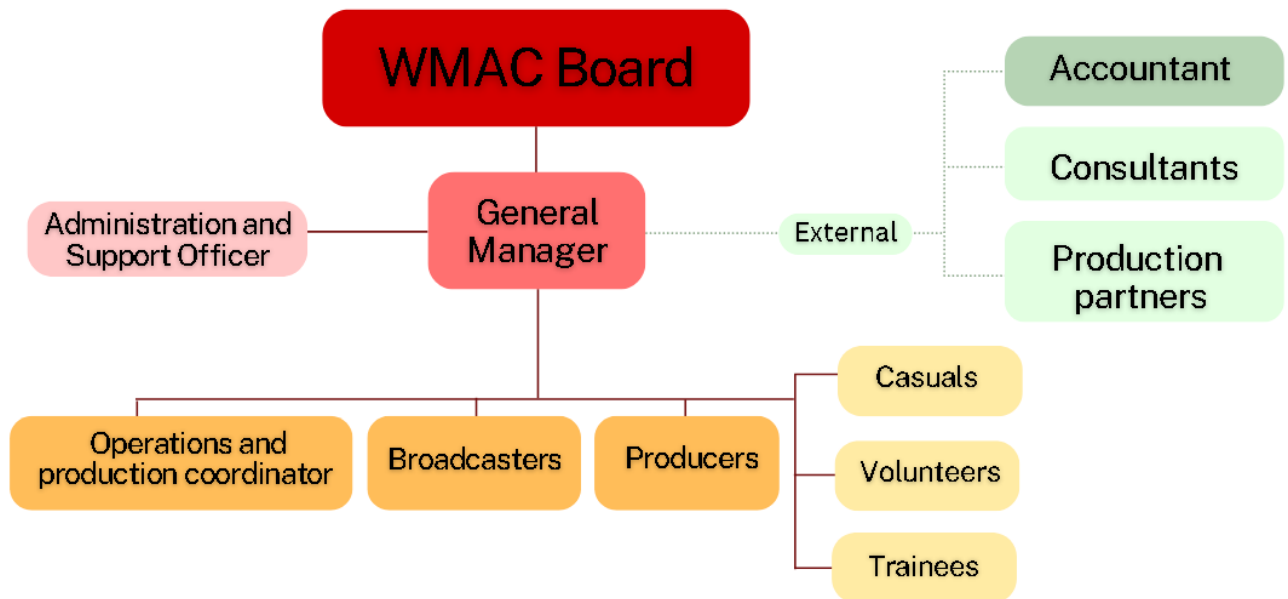 WMAC Board
Accountant
Consultants
Production
partners
External
General
Manager
Administration and
Support Officer
Casuals
Volunteers
Trainees
Operations and
production coordinator
Broadcasters
Producers